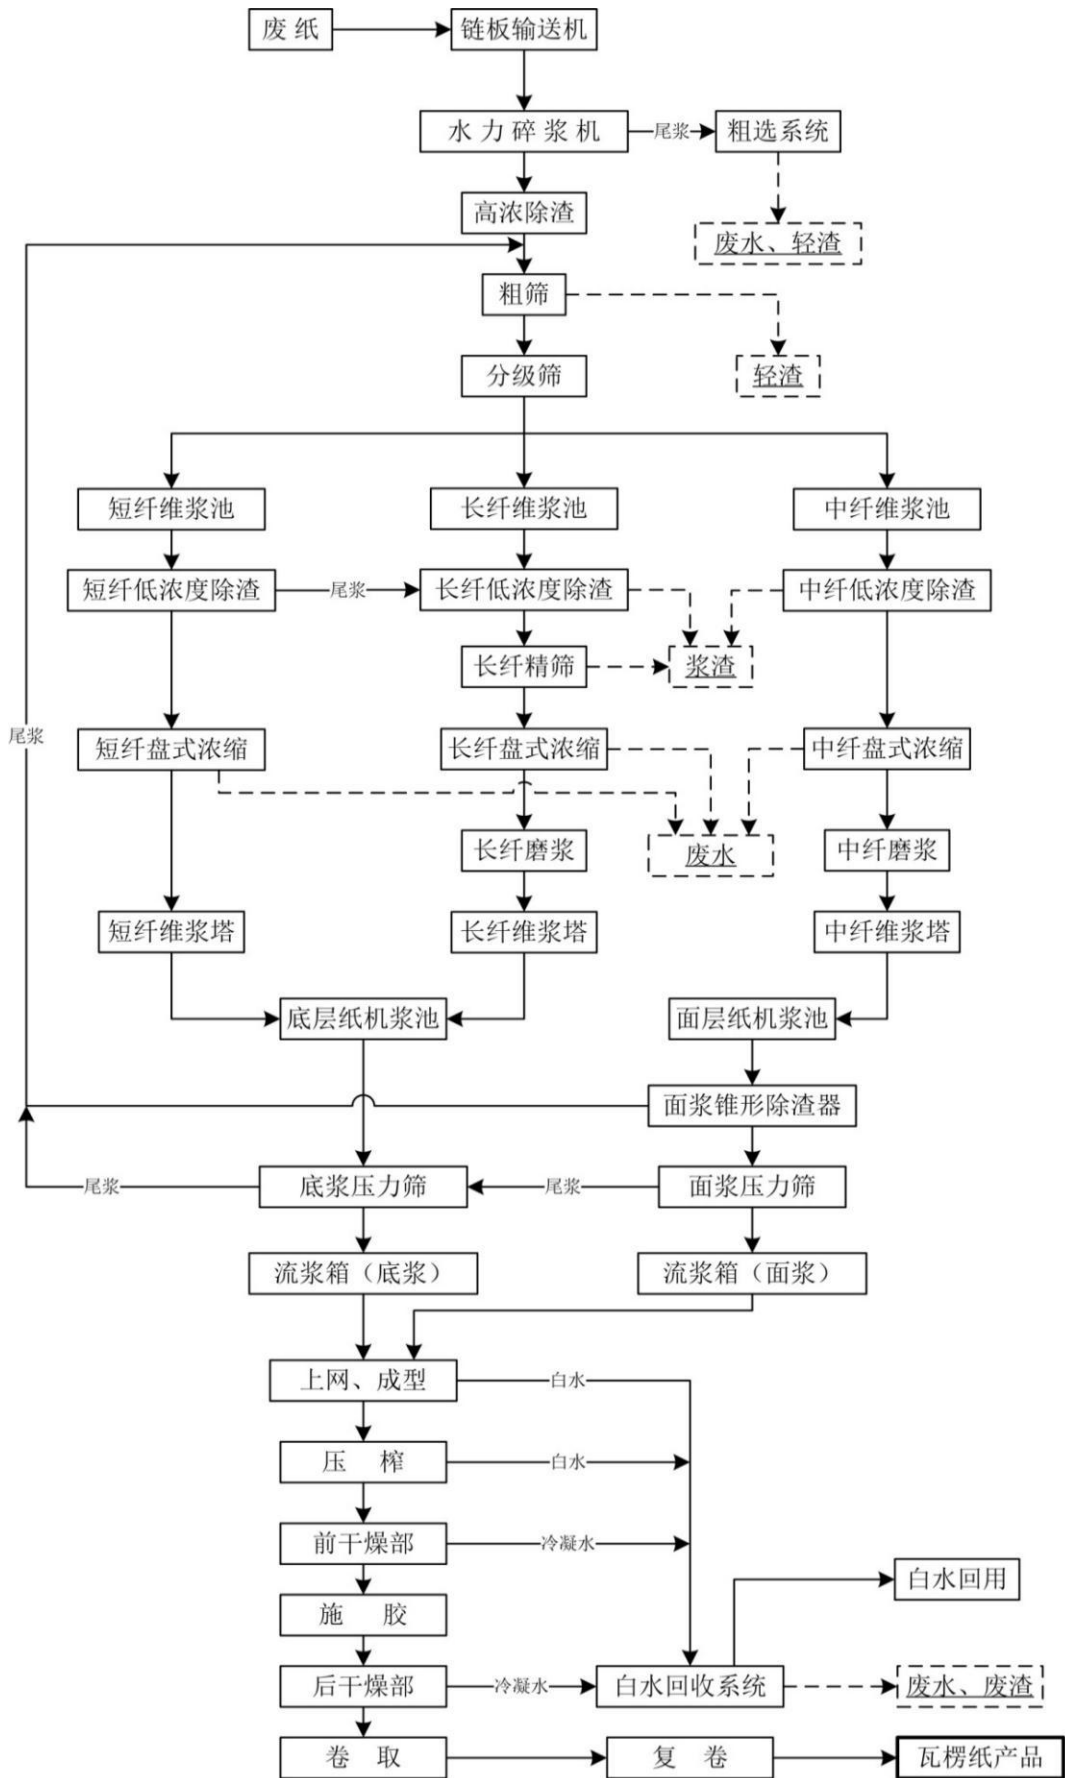 废 纸
链板输送机
水 力 碎 浆 机
尾浆
粗选系统
高浓除渣
废水、轻渣
粗筛
分级筛
轻渣
短纤维浆池
长纤维浆池
中纤维浆池
短纤低浓度除渣
尾浆
长纤低浓度除渣
中纤低浓度除渣
长纤精筛
浆渣
尾浆
短纤盘式浓缩
长纤盘式浓缩
中纤盘式浓缩
长纤磨浆
废水
中纤磨浆
短纤维浆塔
长纤维浆塔
中纤维浆塔
底层纸机浆池
面层纸机浆池
面浆锥形除渣器
尾浆
底浆压力筛
尾浆
面浆压力筛
流浆箱（底浆）
流浆箱（面浆）
上网、成型
白水
压 榨
白水
前干燥部
冷凝水
白水回用
施 胶
后干燥部
冷凝水
白水回收系统
废水、废渣
卷 取
复 卷
瓦楞纸产品